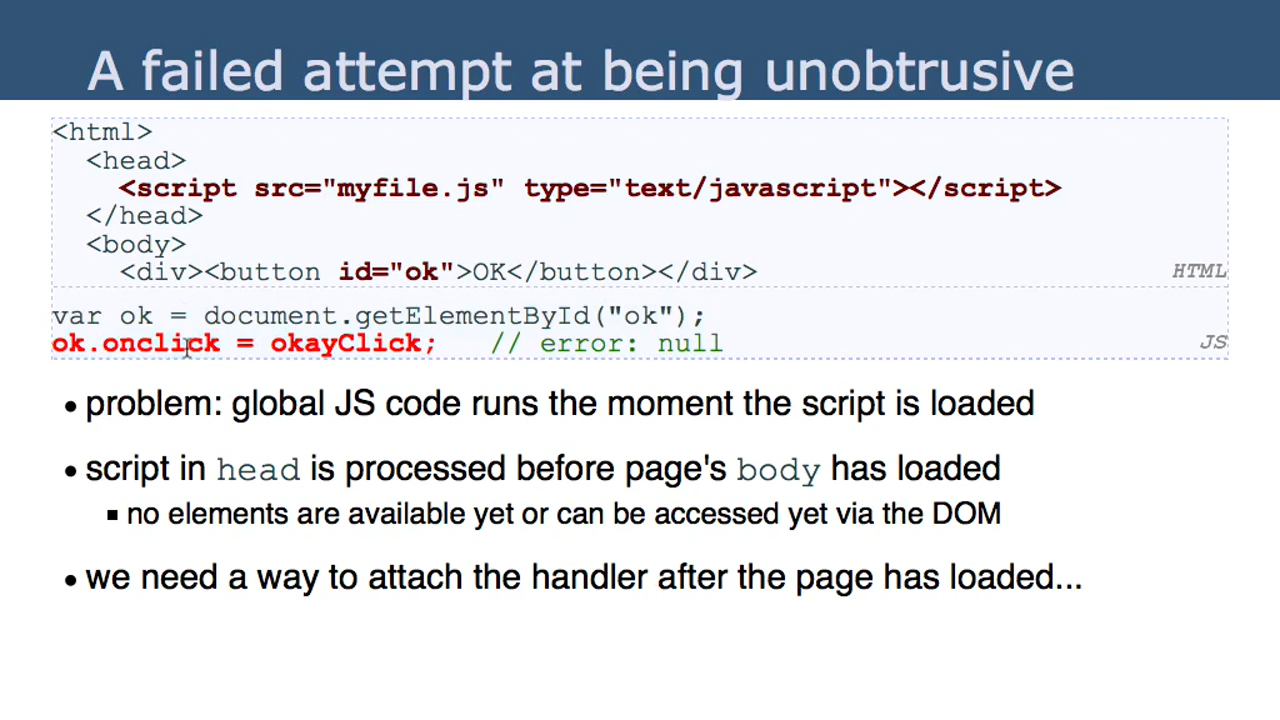 A failed attempt at being unobtrusive
<html>
<head>
<script src="myfile.js" type="text/javascript"></script>
</head>
<body>
<div><button id="ok">OK</button></div>
HTML
var ok = document.getElementById("ok");
ok.onclick = okayClick; // error: null
JS
• problem: global JS code runs the moment the script is loaded
• script in head is processed before page's body has loaded
▪ no elements are available yet or can be accessed yet via the DOM
• we need a way to attach the handler after the page has loaded...